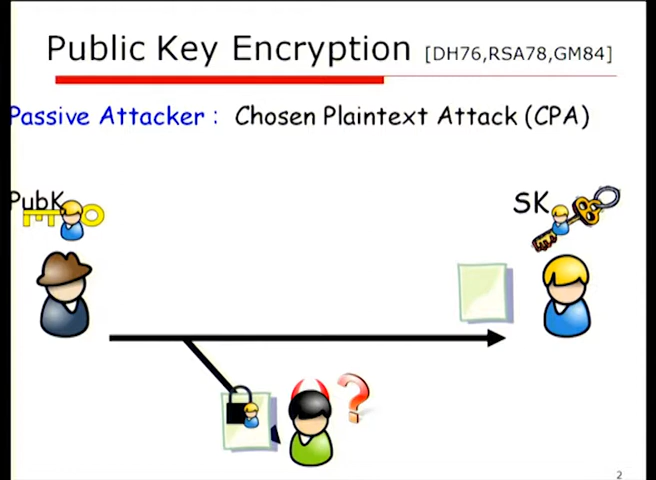 Public Key Encryption [DH76,RSA78,GM84]
Passive Attacker : Chosen Plaintext Attack (CPA)
PubK
SK
?
2